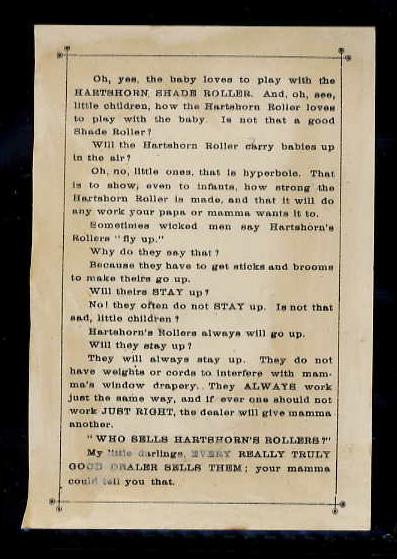 Oh, yes, the baby loves to play with the
HARTSHORN SHADE ROLLER. And, oh, see,
little children, how the Hartshorn Roller loves
to play with the baby. Is not that a good
Shade Roller?
Will the Hartshorn Roller carry babies up
in the air?
Oh, no, little ones, that is hyperbole. That
is to show, even to infants, how strong the
Hartshorn Roller is made, and that it will do
any work your papa or mamma wants it to.
Sometimes wicked men say Hartshorn's
Rollers "fly up."
Why do they say that?
Because they have to get sticks and brooms
to make theirs go up.
Will theirs STAY up?
No! they often do not STAY up. Is not that
sad, little children?
Hartshorn's Rollers always will go up.
Will they stay up?
They will always stay up. They do not
have weights or cords to interfere with mam-
ma's window drapery. They ALWAYS work
just the same way, and if ever one should not
work JUST RIGHT, the dealer will give mamma
another.
"WHO SELLS HARTSHORN'S ROLLERS?"
My little darlings, EVERY REALLY TRULY
GOOD DEALER SELLS THEM; your mamma
could tell you that.